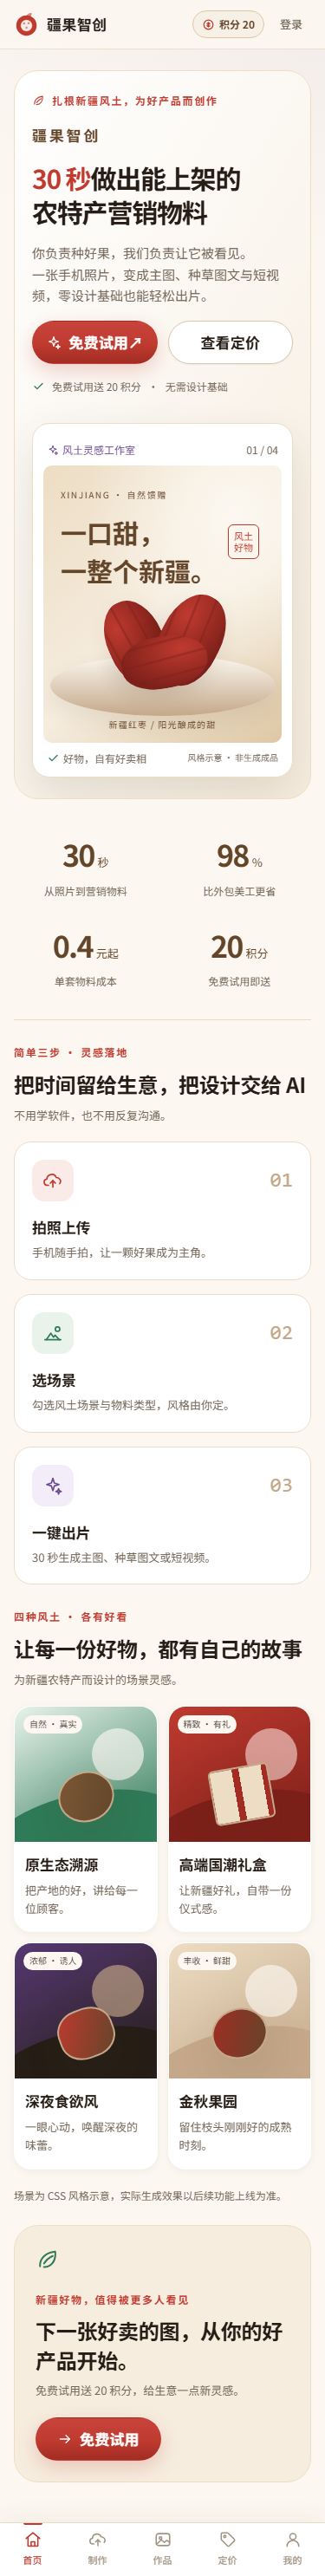 疆果智创
积分 20
登录
扎根新疆风土，为好产品而创作
疆果智创
30 秒做出能上架的
农特产营销物料
你负责种好果，我们负责让它被看见。
一张手机照片，变成主图、种草图文与短视
频，零设计基础也能轻松出片。
免费试用↗
查看定价
免费试用送 20 积分 · 无需设计基础
风土灵感工作室
01 / 04
XINJIANG · 自然馈赠
一口甜，
一整个新疆。
风土
好物
新疆红枣 / 阳光酿成的甜
好物，自有好卖相
风格示意 · 非生成成品
30 秒
从照片到营销物料
98 %
比外包美工更省
0.4 元起
单套物料成本
20 积分
免费试用即送
简单三步 · 灵感落地
把时间留给生意，把设计交给 AI
不用学软件，也不用反复沟通。
01
拍照上传
手机随手拍，让一颗好果成为主角。
02
选场景
勾选风土场景与物料类型，风格由你定。
03
一键出片
30 秒生成主图、种草图文或短视频。
四种风土 · 各有好看
让每一份好物，都有自己的故事
为新疆农特产而设计的场景灵感。
自然 · 真实
原生态溯源
把产地的好，讲给每一
位顾客。
精致 · 有礼
高端国潮礼盒
让新疆好礼，自带一份
仪式感。
浓郁 · 诱人
深夜食欲风
一眼心动，唤醒深夜的
味蕾。
丰收 · 鲜甜
金秋果园
留住枝头刚刚好的成熟
时刻。
场景为 CSS 风格示意，实际生成效果以后续功能上线为准。
新疆好物，值得被更多人看见
下一张好卖的图，从你的好
产品开始。
免费试用送 20 积分，给生意一点新灵感。
免费试用
首页
制作
作品
定价
我的